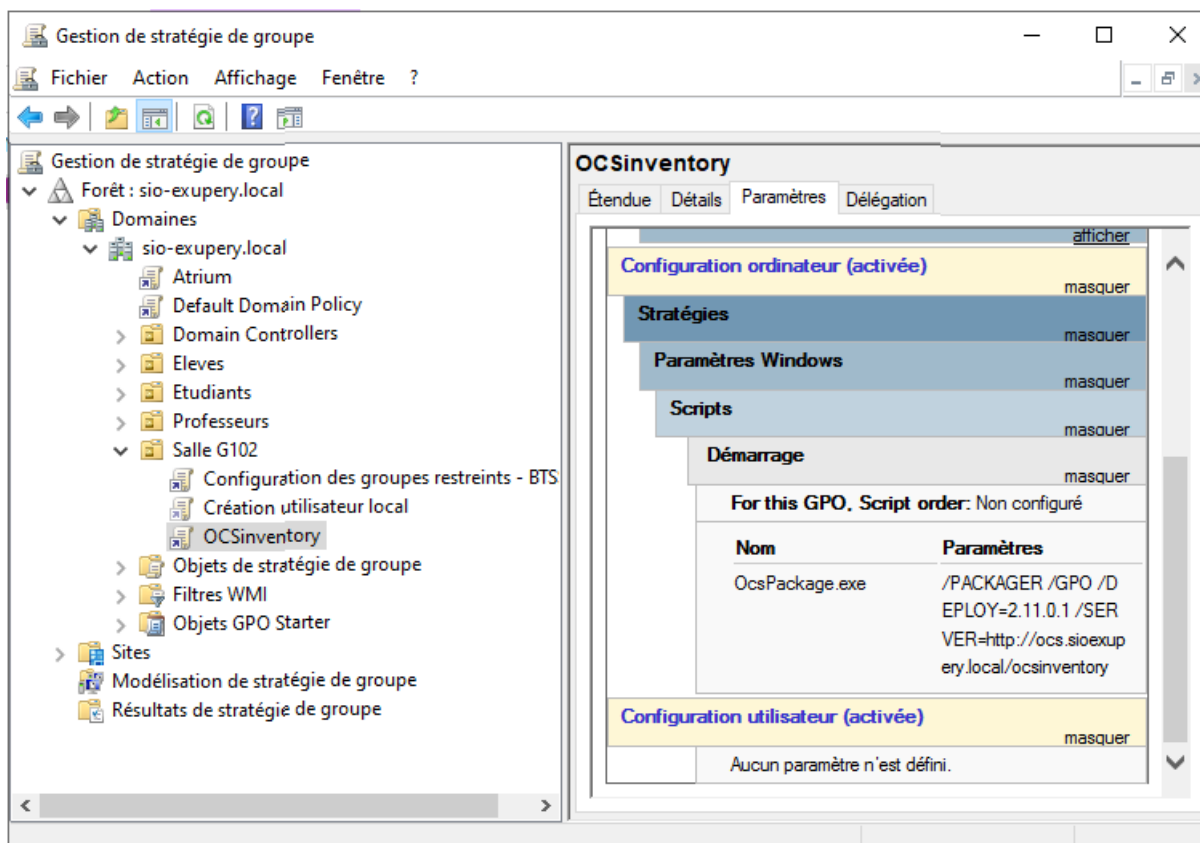 Gestion de stratégie de groupe
Fichier Action Affichage Fenêtre ?
Gestion de stratégie de groupe
Forêt : sio-exupery.local
Domaines
sio-exupery.local
Atrium
Default Domain Policy
Domain Controllers
Eleves
Etudiants
Professeurs
Salle G102
Configuration des groupes restreints - BTS
Création utilisateur local
OCSinventory
Objets de stratégie de groupe
Filtres WMI
Objets GPO Starter
Sites
Modélisation de stratégie de groupe
Résultats de stratégie de groupe
OCSinventory
Étendue Détails Paramètres Délégation
afficher
Configuration ordinateur (activée)
masquer
Stratégies
masquer
Paramètres Windows
masquer
Scripts
masquer
Démarrage
masquer
For this GPO, Script order: Non configuré
Nom Paramètres
OcsPackage.exe /PACKAGER /GPO /D
EPLOY=2.11.0.1 /SER
VER=http://ocs.sioexup
ery.local/ocsinventory
Configuration utilisateur (activée)
masquer
Aucun paramètre n'est défini.